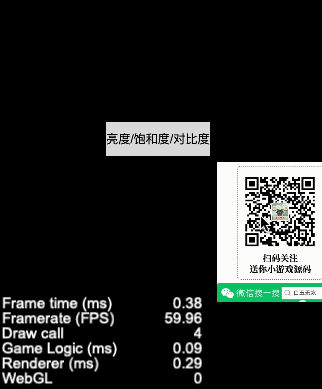 亮度/饱和度/对比度
扫码关注
送你小游戏源码
微信搜一搜
Frame time (ms) 0.38
Framerate (FPS) 59.96
Draw call 4
Game Logic (ms) 0.09
Renderer (ms) 0.29
WebGL 0